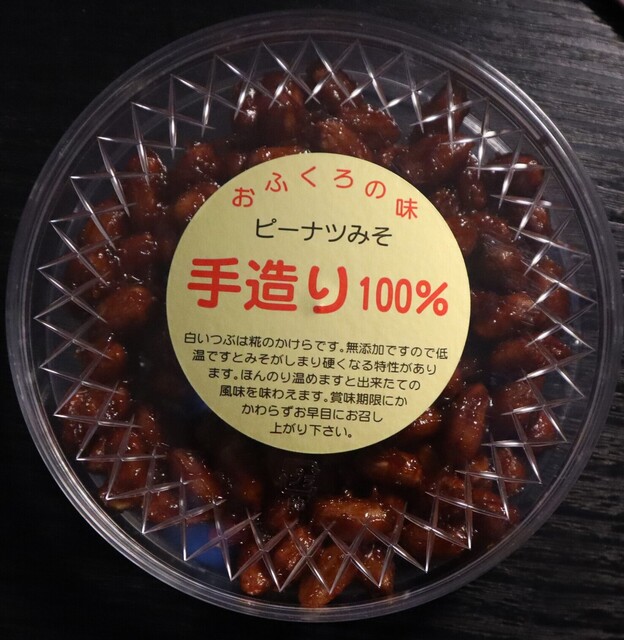 おふくろの味
ピーナツみそ
手造り100%
白いつぶは糀のかけらです。無添加ですので低
温ですとみそがしまり硬くなる特性があり
ます。ほんのり温めますと出来たての
風味を味わえます。賞味期限にか
かわらずお早目にお召し
上がり下さい。